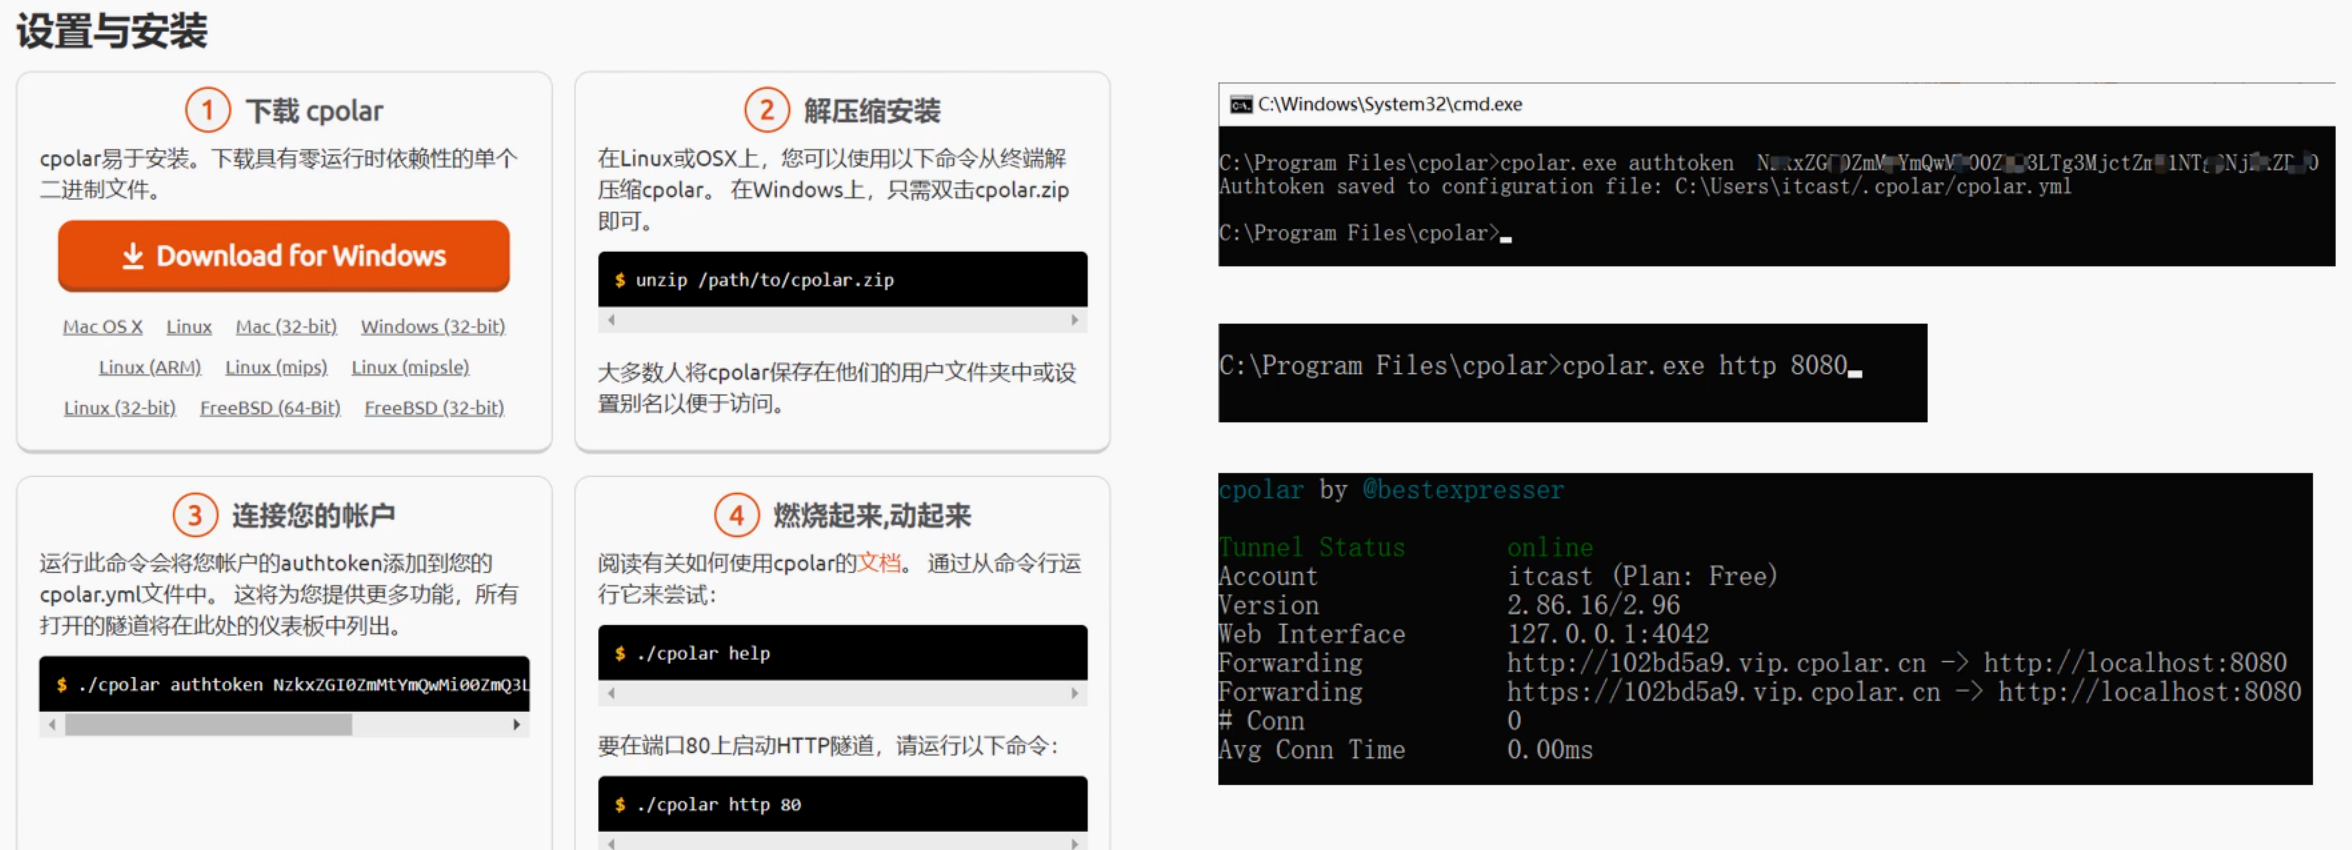 设置与安装
1 下载 cpolar
cpolar易于安装。下载具有零运行时依赖性的单个
二进制文件。
Download for Windows
Mac OS X Linux Mac (32-bit) Windows (32-bit)
Linux (ARM) Linux (mips) Linux (mipsle)
Linux (32-bit) FreeBSD (64-Bit) FreeBSD (32-bit)
2 解压缩安装
在Linux或OSX上，您可以使用以下命令从终端解
压缩cpolar。 在Windows上，只需双击cpolar.zip
即可。
$ unzip /path/to/cpolar.zip
大多数人将cpolar保存在他们的用户文件夹中或设
置别名以便于访问。
3 连接您的帐户
运行此命令会将您帐户的authtoken添加到您的
cpolar.yml文件中。 这将为您提供更多功能，所有
打开的隧道将在此处的仪表板中列出。
$ ./cpolar authtoken NzkxZGI0ZmMtYmQwMi00ZmQ3L
4 燃烧起来,动起来
阅读有关如何使用cpolar的文档。 通过从命令行运
行它来尝试：
$ ./cpolar help
要在端口80上启动HTTP隧道，请运行以下命令：
$ ./cpolar http 80
C:\Windows\System32\cmd.exe
C:\Program Files\cpolar>cpolar.exe authtoken
Authtoken saved to configuration file: C:\Users\itcast/.cpolar/cpolar.yml
C:\Program Files\cpolar>
C:\Program Files\cpolar>cpolar.exe http 8080
cpolar by @bestexpresser
Tunnel Status online
Account itcast (Plan: Free)
Version 2.86.16/2.96
Web Interface 127.0.0.1:4042
Forwarding http://102bd5a9.vip.cpolar.cn -> http://localhost:8080
Forwarding https://102bd5a9.vip.cpolar.cn -> http://localhost:8080
# Conn 0
Avg Conn Time 0.00ms